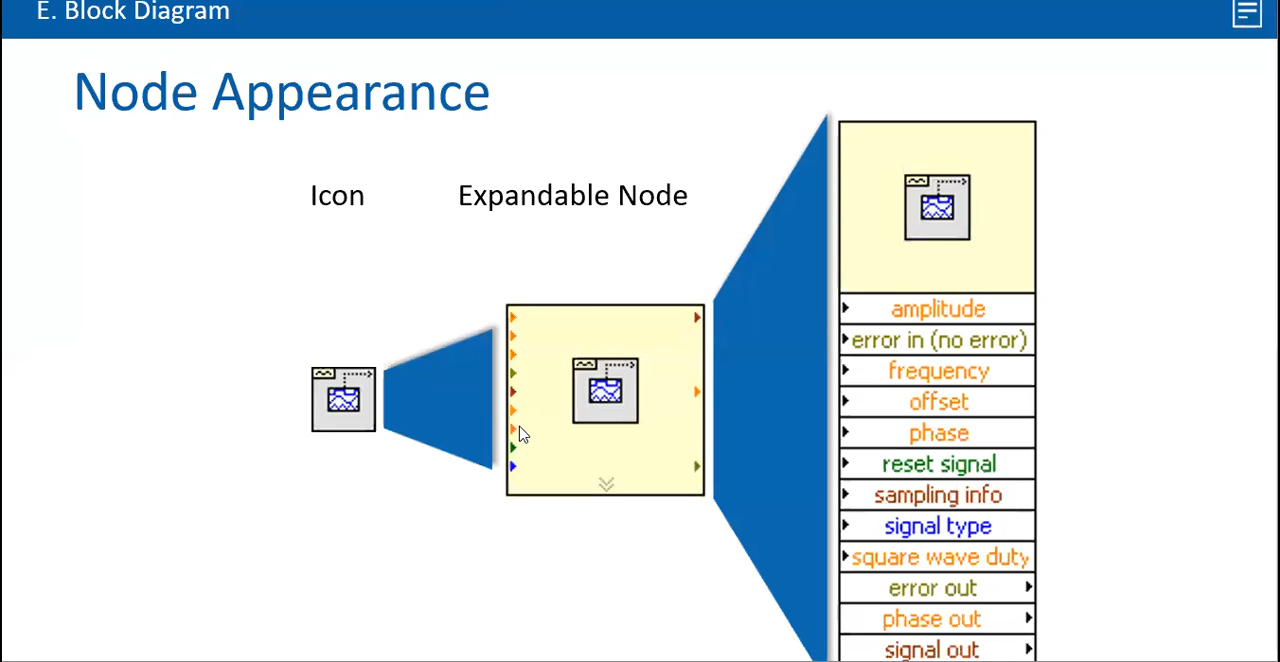 E. Block Diagram
Node Appearance
Icon
Expandable Node
amplitude
error in (no error)
frequency
offset
phase
reset signal
sampling info
signal type
square wave duty
error out
phase out
signal out